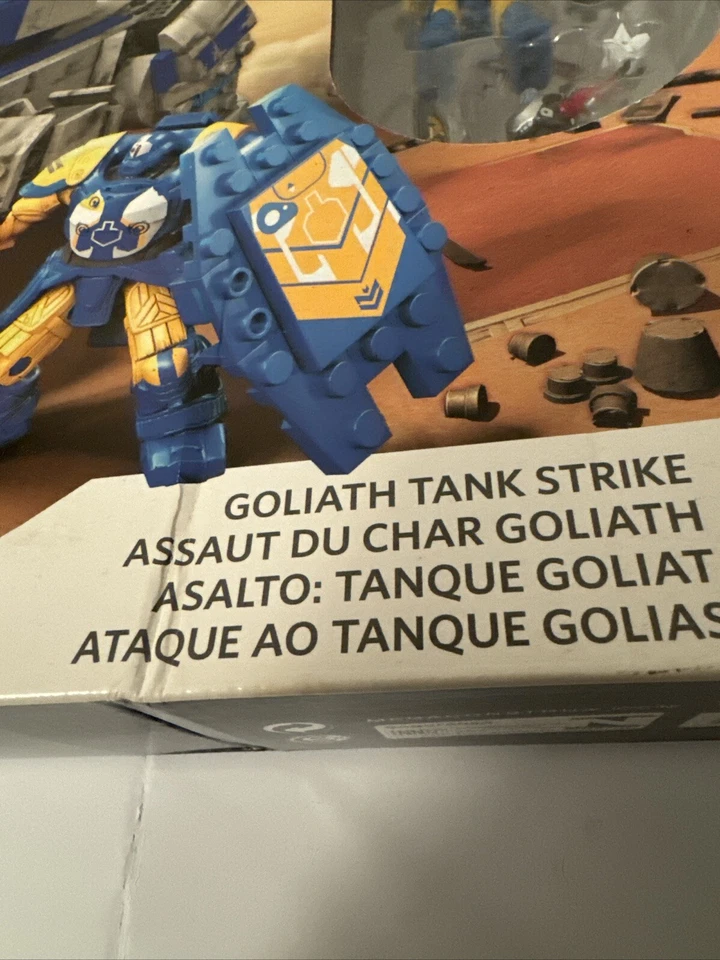 GOLIATH TANK STRIKE
ASSAUT DU CHAR GOLIATH
ASALTO: TANQUE GOLIAT
ATAQUE AO TANQUE GOLIAS